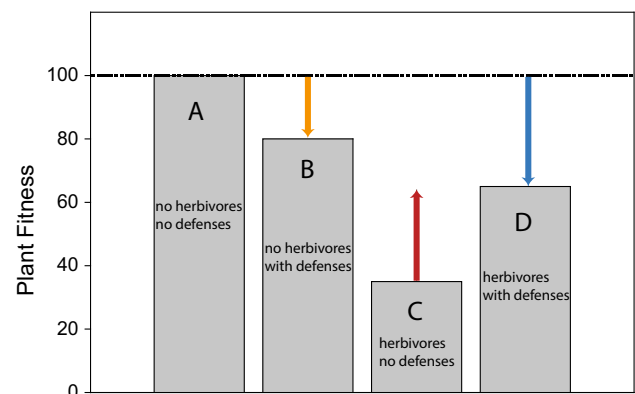 Plant Fitness
100
80
60
40
20
0
A
no herbivores
no defenses
B
no herbivores
with defenses
C
herbivores
no defenses
D
herbivores
with defenses